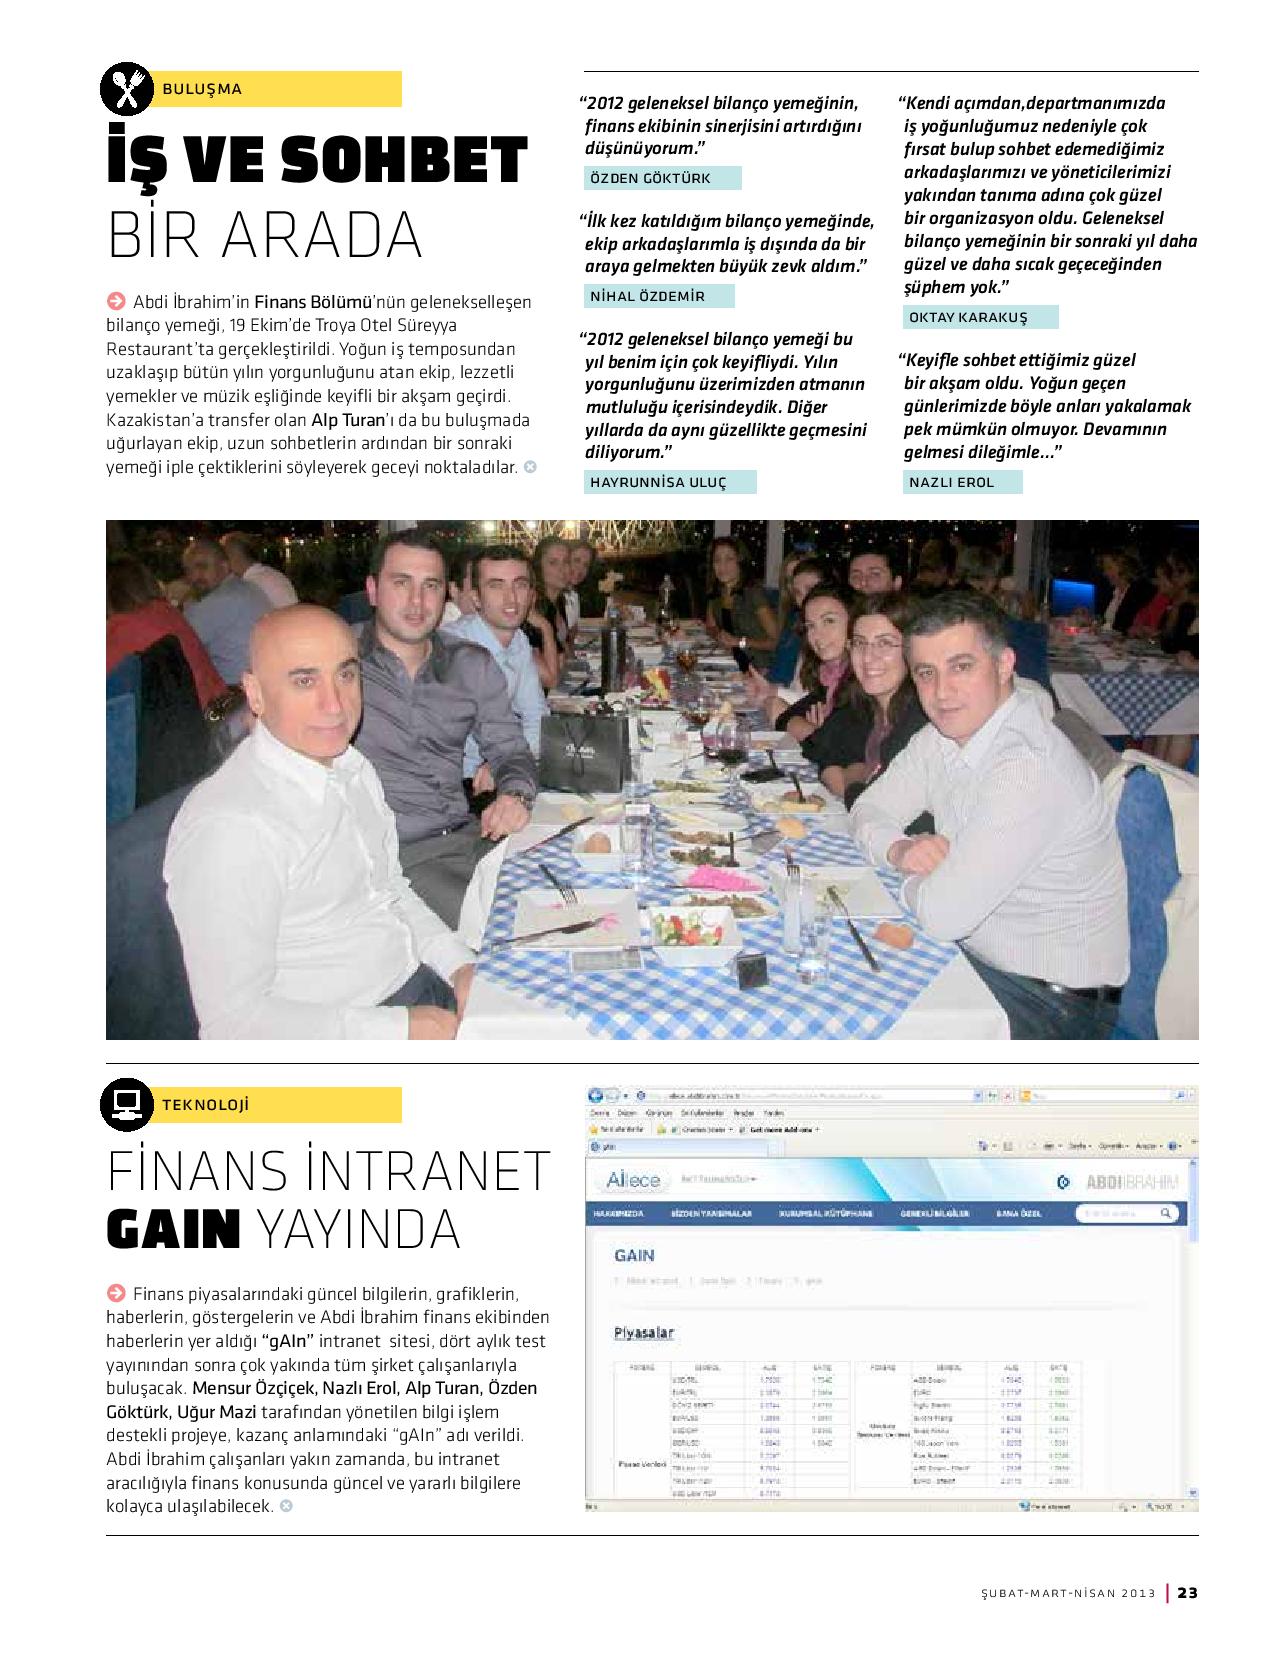 BULUŞMA
İŞ VE SOHBET
BİR ARADA
Abdi İbrahim’in Finans Bölümü’nün gelenekselleşen
bilanço yemeği, 19 Ekim’de Troya Otel Süreyya
Restaurant’ta gerçekleştirildi. Yoğun iş temposundan
uzaklaşıp bütün yılın yorgunluğunu atan ekip, lezzetli
yemekler ve müzik eşliğinde keyifli bir akşam geçirdi.
Kazakistan’a transfer olan Alp Turan’ı da bu buluşmada
uğurlayan ekip, uzun sohbetlerin ardından bir sonraki
yemeği iple çektiklerini söyleyerek geceyi noktaladılar.
“2012 geleneksel bilanço yemeğinin,
finans ekibinin sinerjisini artırdığını
düşünüyorum.”
ÖZDEN GÖKTÜRK
“İlk kez katıldığım bilanço yemeğinde,
ekip arkadaşlarımla iş dışında da bir
araya gelmekten büyük zevk aldım.”
NİHAL ÖZDEMİR
“2012 geleneksel bilanço yemeği bu
yıl benim için çok keyifliydi. Yılın
yorgunluğunu üzerimizden atmanın
mutluluğu içerisindeydik. Diğer
yıllarda da aynı güzellikte geçmesini
diliyorum.”
HAYRUNNİSA ULUÇ
“Kendi açımdan,departmanımızda
iş yoğunluğumuz nedeniyle çok
fırsat bulup sohbet edemediğimiz
arkadaşlarımızı ve yöneticilerimizi
yakından tanıma adına çok güzel
bir organizasyon oldu. Geleneksel
bilanço yemeğinin bir sonraki yıl daha
güzel ve daha sıcak geçeceğinden
şüphem yok.”
OKTAY KARAKUŞ
“Keyifle sohbet ettiğimiz güzel
bir akşam oldu. Yoğun geçen
günlerimizde böyle anları yakalamak
pek mümkün olmuyor. Devamının
gelmesi dileğimle...”
NAZLI EROL
TEKNOLOJİ
FİNANS İNTRANET
GAIN YAYINDA
Finans piyasalarındaki güncel bilgilerin, grafiklerin,
haberlerin, göstergelerin ve Abdi İbrahim finans ekibinden
haberlerin yer aldığı “gAIn” intranet sitesi, dört aylık test
yayınından sonra çok yakında tüm şirket çalışanlarıyla
buluşacak. Mensur Özçiçek, Nazlı Erol, Alp Turan, Özden
Göktürk, Uğur Mazi tarafından yönetilen bilgi işlem
destekli projeye, kazanç anlamındaki “gAIn” adı verildi.
Abdi İbrahim çalışanları yakın zamanda, bu intranet
aracılığıyla finans konusunda güncel ve yararlı bilgilere
kolayca ulaşılabilecek.
Get more Add-ons
Aİlece
ABDİİBRAHİM
HAKKIMIZDA BİZDEN YANSIMALAR KURUMSAL KÜTÜPHANE GEREKLİ BİLGİLER BANA ÖZEL
GAIN
Piyasalar
ŞUBAT-MART-NİSAN 2013 23